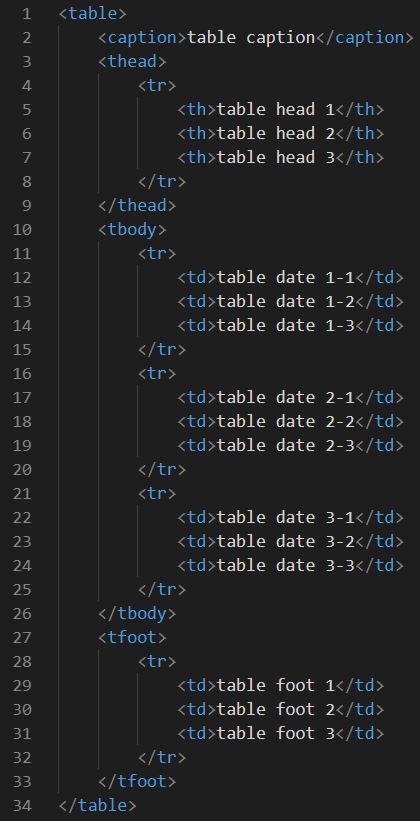 1 <table>
2     <caption>table caption</caption>
3     <thead>
4         <tr>
5             <th>table head 1</th>
6             <th>table head 2</th>
7             <th>table head 3</th>
8         </tr>
9     </thead>
10     <tbody>
11         <tr>
12             <td>table date 1-1</td>
13             <td>table date 1-2</td>
14             <td>table date 1-3</td>
15         </tr>
16         <tr>
17             <td>table date 2-1</td>
18             <td>table date 2-2</td>
19             <td>table date 2-3</td>
20         </tr>
21         <tr>
22             <td>table date 3-1</td>
23             <td>table date 3-2</td>
24             <td>table date 3-3</td>
25         </tr>
26     </tbody>
27     <tfoot>
28         <tr>
29             <td>table foot 1</td>
30             <td>table foot 2</td>
31             <td>table foot 3</td>
32         </tr>
33     </tfoot>
34 </table>